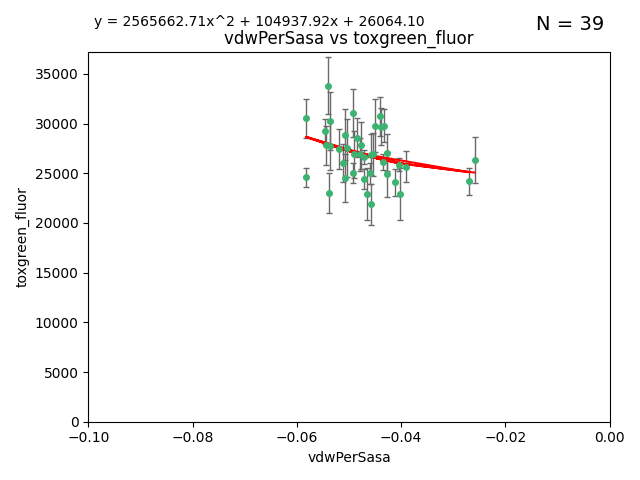 y = 2565662.71x^2 + 104937.92x + 26064.10
N = 39
vdwPerSasa vs toxgreen_fluor
35000
30000
25000
20000
15000
10000
5000
0
toxgreen_fluor
−0.10 −0.08 −0.06 −0.04 −0.02 0.00
vdwPerSasa